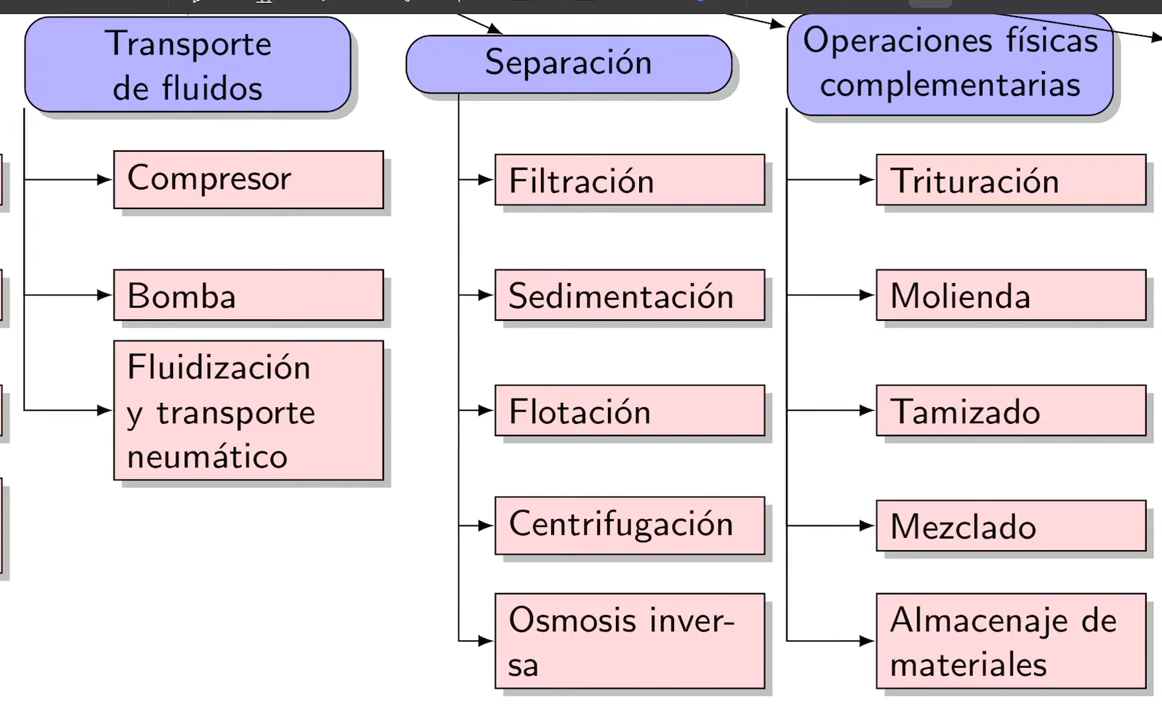 Transporte
de fluidos
Compresor
Bomba
Fluidización
y transporte
neumático
Separación
Filtración
Sedimentación
Flotación
Centrifugación
Osmosis inver-
sa
Operaciones físicas
complementarias
Trituración
Molienda
Tamizado
Mezclado
Almacenaje de
materiales